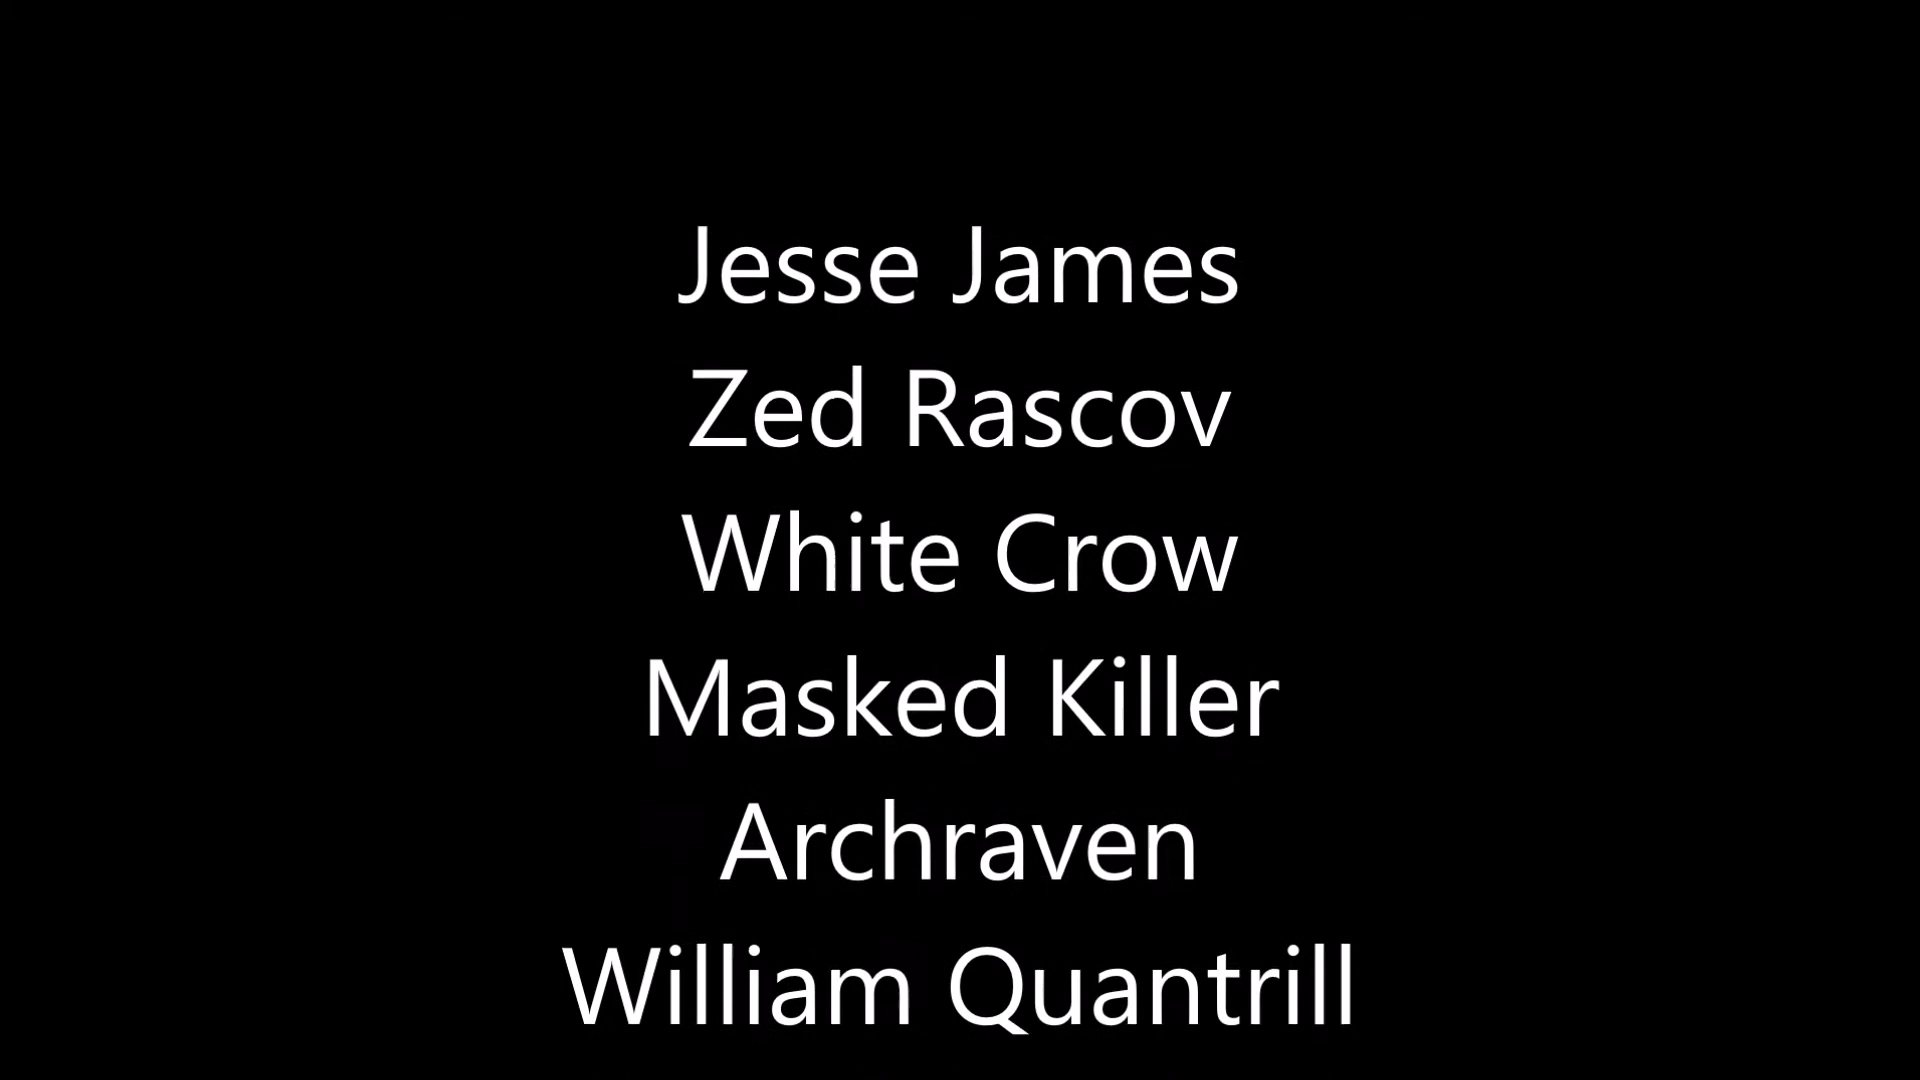 Jesse James
Zed Rascov
White Crow
Masked Killer
Archraven
William Quantrill